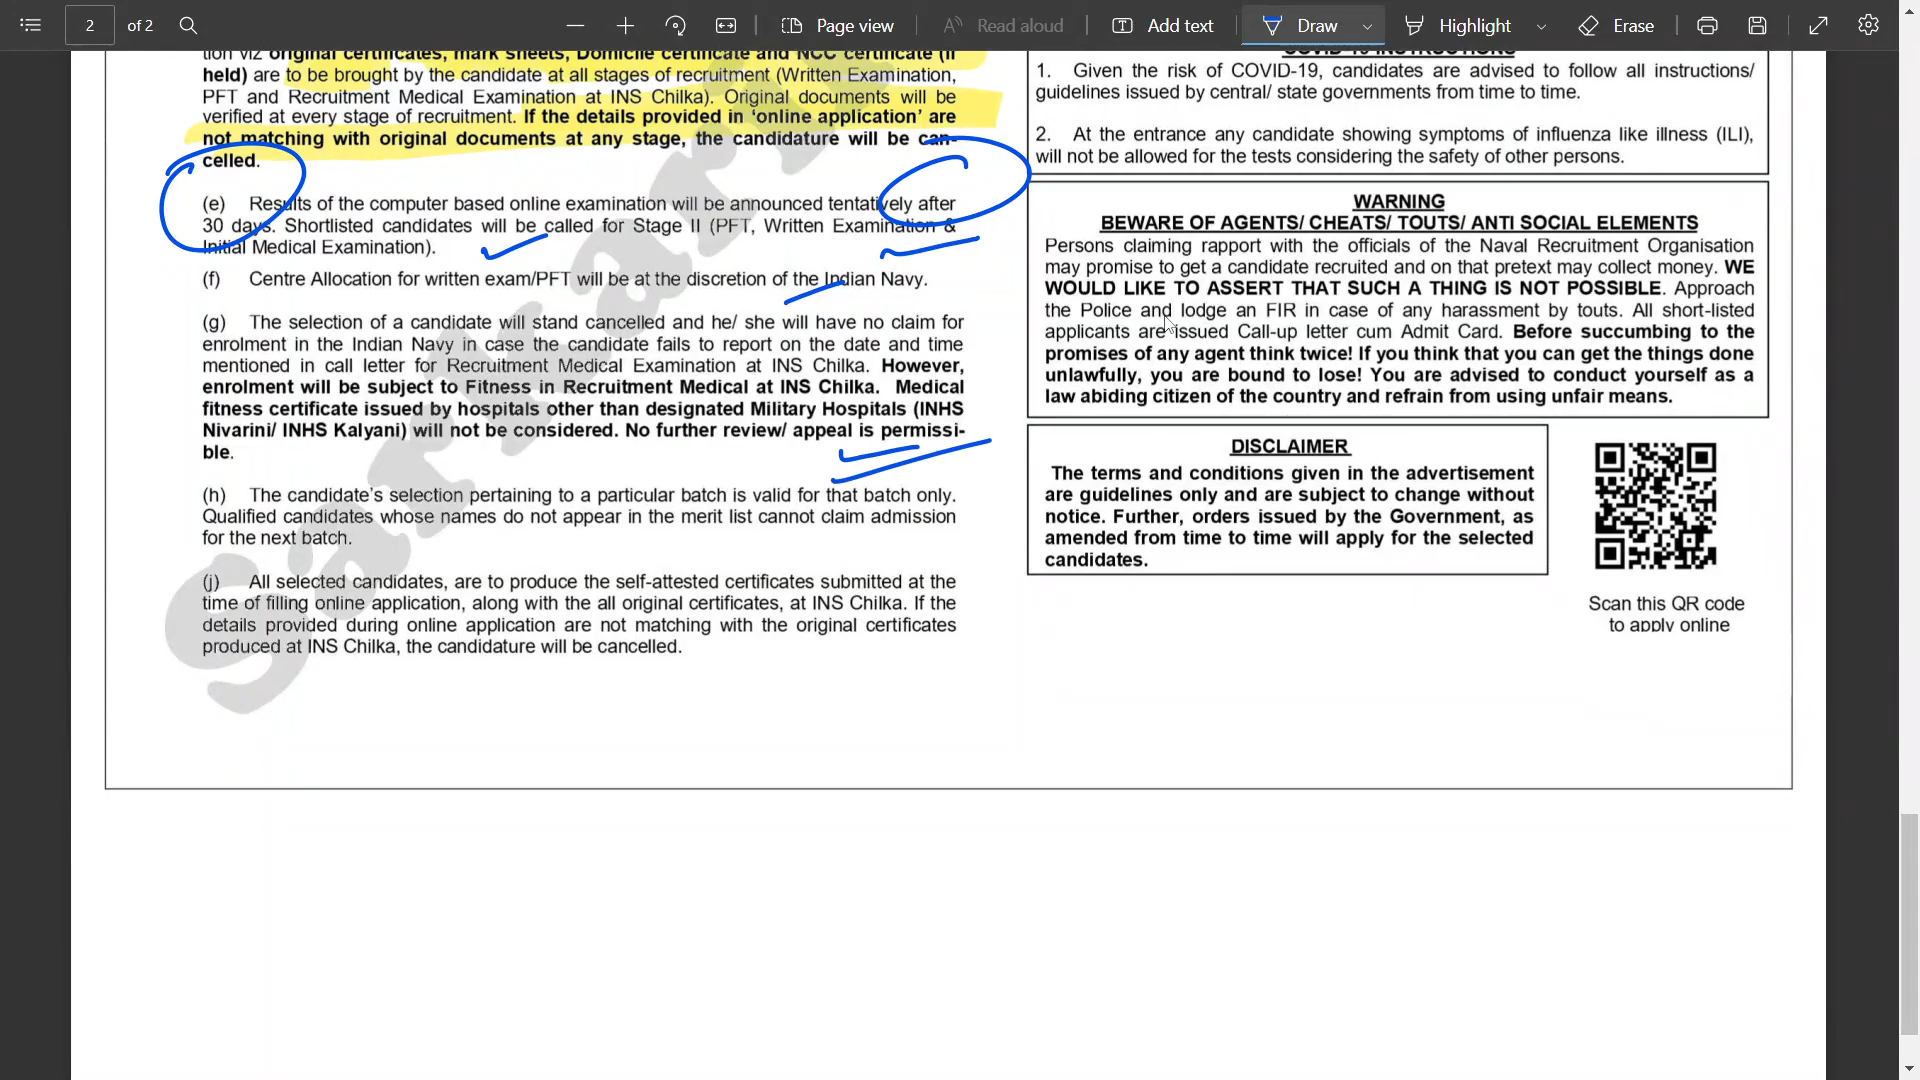 2 of 2 Page view Read aloud Add text Draw Highlight Erase
tion viz original certificates, mark sheets, Domicile certificate and NCC certificate (if
held) are to be brought by the candidate at all stages of recruitment (Written Examination,
PFT and Recruitment Medical Examination at INS Chilka). Original documents will be
verified at every stage of recruitment. If the details provided in ‘online application’ are
not matching with original documents at any stage, the candidature will be can-
celled.
(e) Results of the computer based online examination will be announced tentatively after
30 days. Shortlisted candidates will be called for Stage II (PFT, Written Examination &
Initial Medical Examination).
(f) Centre Allocation for written exam/PFT will be at the discretion of the Indian Navy.
(g) The selection of a candidate will stand cancelled and he/ she will have no claim for
enrolment in the Indian Navy in case the candidate fails to report on the date and time
mentioned in call letter for Recruitment Medical Examination at INS Chilka. However,
enrolment will be subject to Fitness in Recruitment Medical at INS Chilka. Medical
fitness certificate issued by hospitals other than designated Military Hospitals (INHS
Nivarini/ INHS Kalyani) will not be considered. No further review/ appeal is permissi-
ble.
(h) The candidate’s selection pertaining to a particular batch is valid for that batch only.
Qualified candidates whose names do not appear in the merit list cannot claim admission
for the next batch.
(j) All selected candidates, are to produce the self-attested certificates submitted at the
time of filling online application, along with the all original certificates, at INS Chilka. If the
details provided during online application are not matching with the original certificates
produced at INS Chilka, the candidature will be cancelled.
COVID-19 INSTRUCTIONS
1. Given the risk of COVID-19, candidates are advised to follow all instructions/
guidelines issued by central/ state governments from time to time.
2. At the entrance any candidate showing symptoms of influenza like illness (ILI),
will not be allowed for the tests considering the safety of other persons.
WARNING
BEWARE OF AGENTS/ CHEATS/ TOUTS/ ANTI SOCIAL ELEMENTS
Persons claiming rapport with the officials of the Naval Recruitment Organisation
may promise to get a candidate recruited and on that pretext may collect money. WE
WOULD LIKE TO ASSERT THAT SUCH A THING IS NOT POSSIBLE. Approach
the Police and lodge an FIR in case of any harassment by touts. All short-listed
applicants are issued Call-up letter cum Admit Card. Before succumbing to the
promises of any agent think twice! If you think that you can get the things done
unlawfully, you are bound to lose! You are advised to conduct yourself as a
law abiding citizen of the country and refrain from using unfair means.
DISCLAIMER
The terms and conditions given in the advertisement
are guidelines only and are subject to change without
notice. Further, orders issued by the Government, as
amended from time to time will apply for the selected
candidates.
Scan this QR code
to apply online